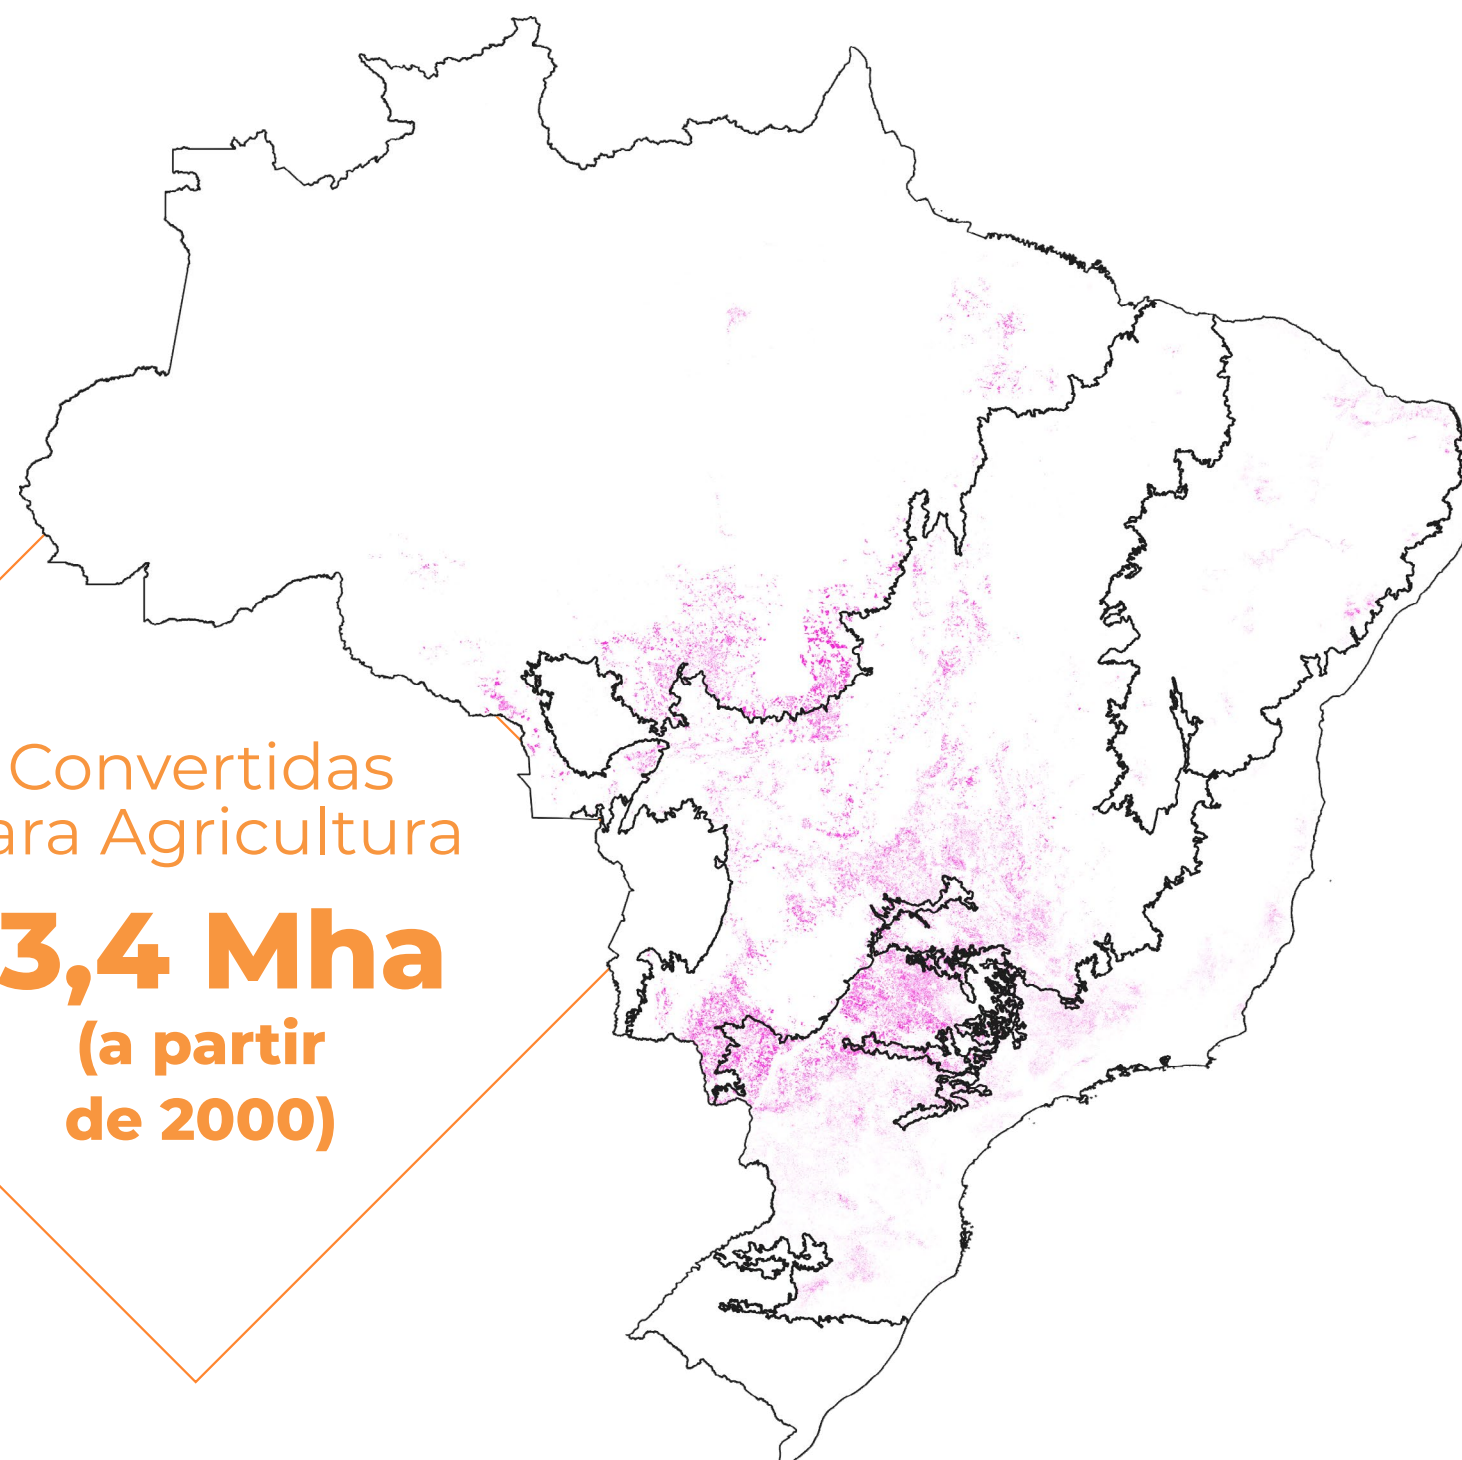 Convertidas
ara Agricultura
3,4 Mha
(a partir
de 2000)